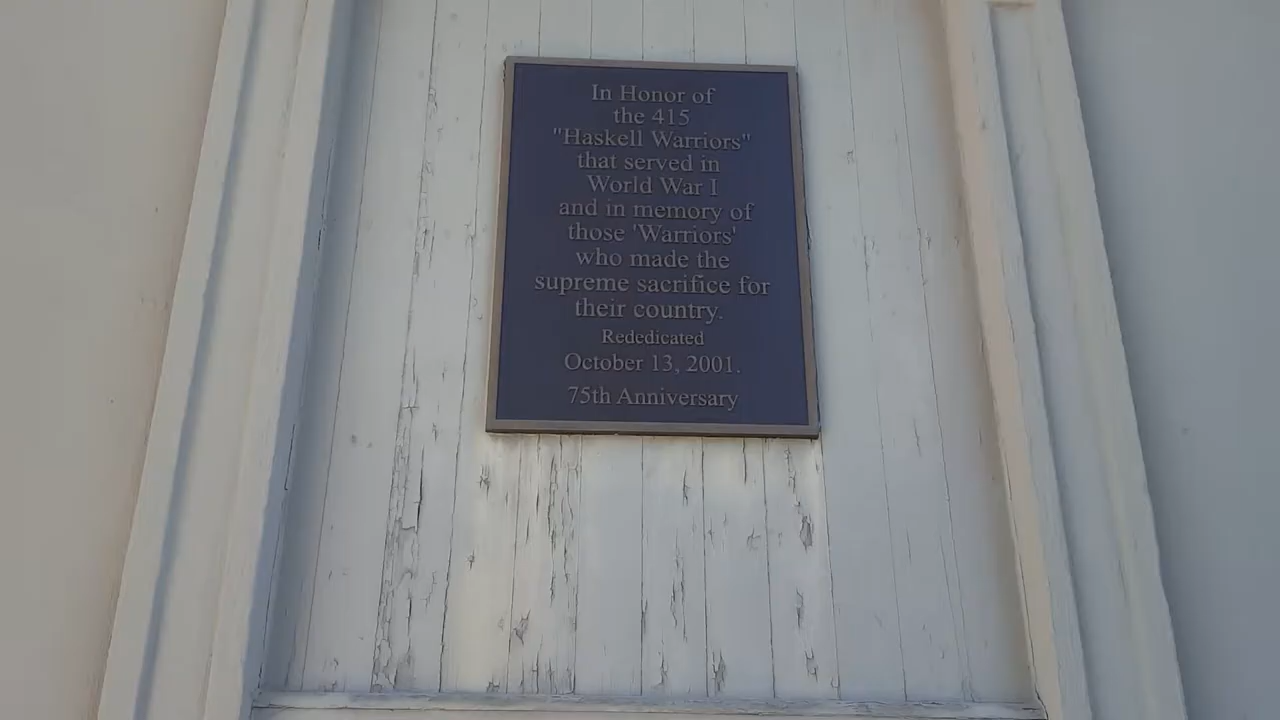 In Honor of
the 415
"Haskell Warriors"
that served in
World War I
and in memory of
those 'Warriors'
who made the
supreme sacrifice for
their country.
Rededicated
October 13, 2001.
75th Anniversary